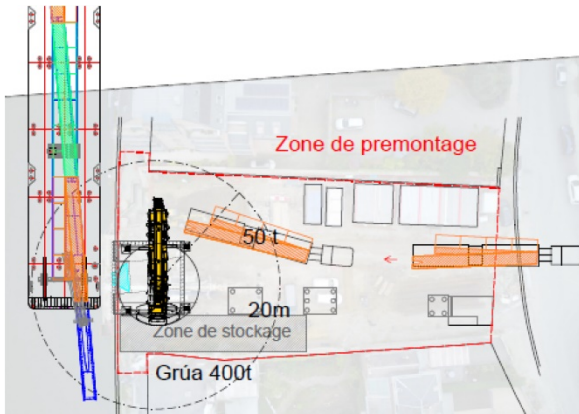 Zone de premontage
50 t
20m
Zone de stockage
Grúa 400t